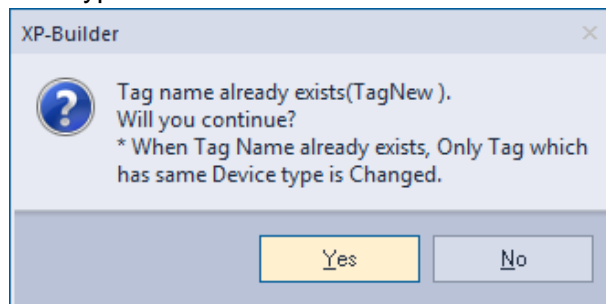 XP-Builder
Tag name already exists(TagNew ).
Will you continue?
* When Tag Name already exists, Only Tag which
has same Device type is Changed.
Yes
No